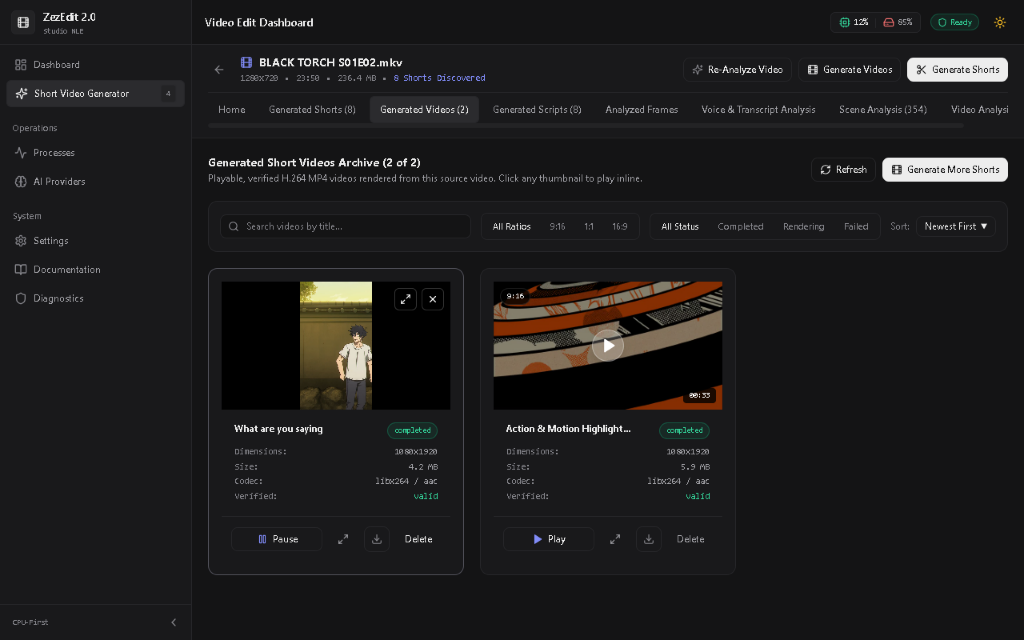 ZezEdit 2.0
Studio NLE
Dashboard
Short Video Generator 4
Operations
Processes
AI Providers
System
Settings
Documentation
Diagnostics
CPU-First
Video Edit Dashboard
12% 85% Ready
BLACK TORCH S01E02.mkv
1280x720 • 23:50 • 236.4 MB • 8 Shorts Discovered
Re-Analyze Video Generate Videos Generate Shorts
Home Generated Shorts (8) Generated Videos (2) Generated Scripts (8) Analyzed Frames Voice & Transcript Analysis Scene Analysis (354) Video Analysi
Generated Short Videos Archive (2 of 2)
Playable, verified H.264 MP4 videos rendered from this source video. Click any thumbnail to play inline.
Refresh Generate More Shorts
Search videos by title... All Ratios 9:16 1:1 16:9 All Status Completed Rendering Failed Sort: Newest First ▼
What are you saying completed
Dimensions: 1080x1920
Size: 4.2 MB
Codec: libx264 / aac
Verified: valid
Pause Delete
9:16
00:33
Action & Motion Highlight... completed
Dimensions: 1080x1920
Size: 5.9 MB
Codec: libx264 / aac
Verified: valid
Play Delete